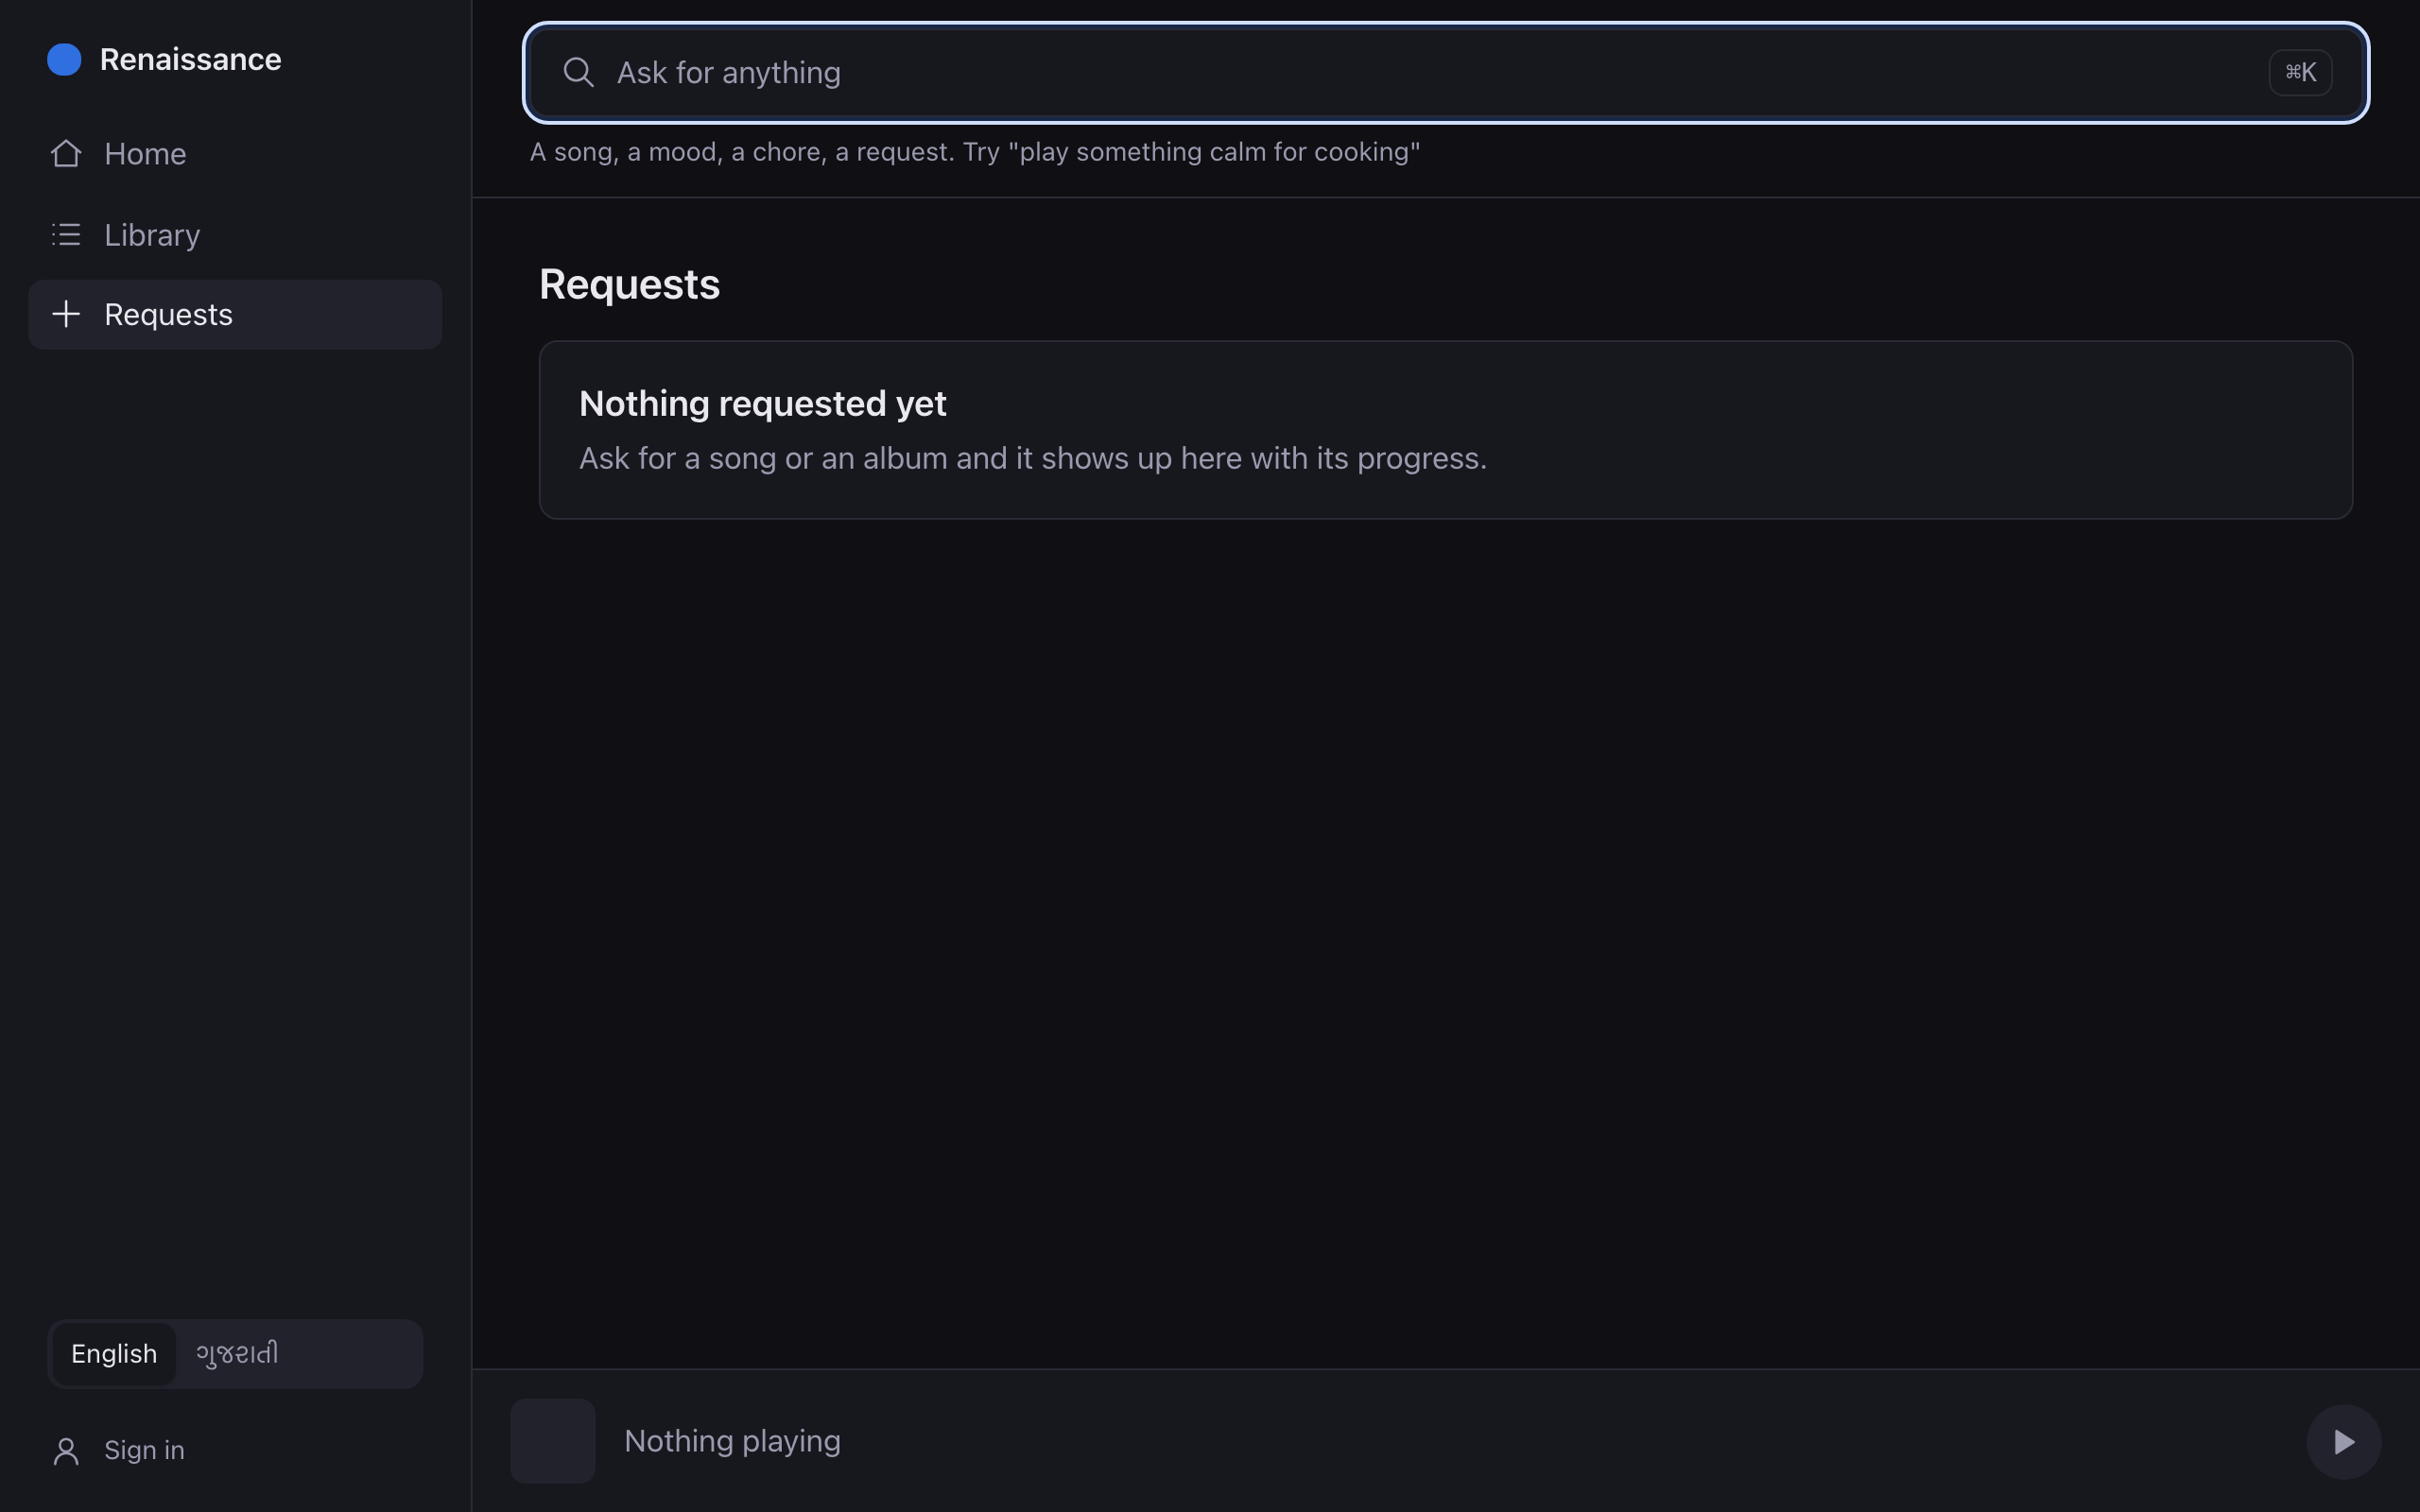 Renaissance
Home
Library
Requests
English
ગુજરાતી
Sign in
Ask for anything
⌘K
A song, a mood, a chore, a request. Try "play something calm for cooking"
Requests
Nothing requested yet
Ask for a song or an album and it shows up here with its progress.
Nothing playing